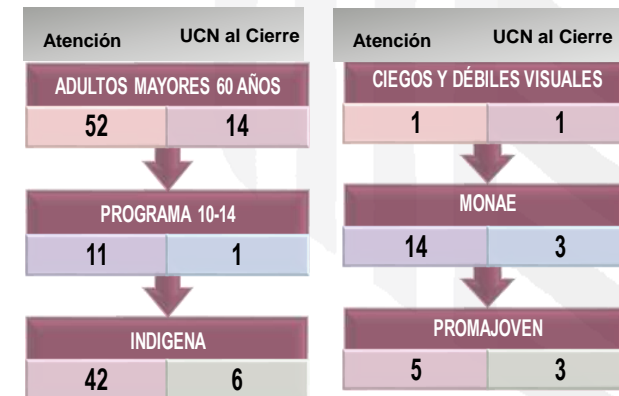 Atención UCN al Cierre
ADULTOS MAYORES 60 AÑOS
52 14
PROGRAMA 10-14
11 1
INDIGENA
42 6
Atención UCN al Cierre
CIEGOS Y DÉBILES VISUALES
1 1
MONAE
14 3
PROMAJOVEN
5 3